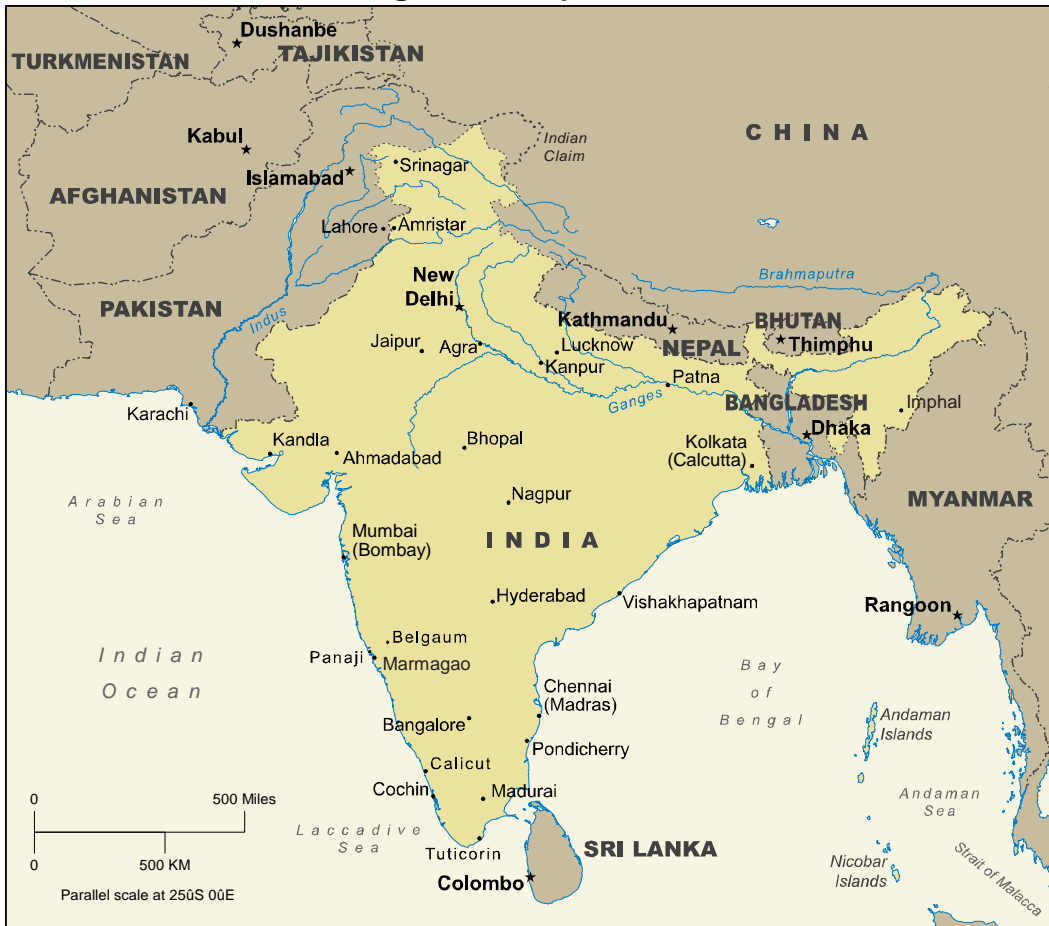 Dushanbe
TAJIKISTAN
TURKMENISTAN
CHINA
Kabul
Indian
Claim
Srinagar
Islamabad
AFGHANISTAN
Lahore
Amristar
New
Delhi
Brahmaputra
PAKISTAN
Indus
BHUTAN
Kathmandu
Thimphu
Jaipur
Agra
Lucknow
NEPAL
Kanpur
Patna
Ganges
BANGLADESH
Imphal
Karachi
Dhaka
Kandla
Bhopal
Kolkata
(Calcutta)
Ahmadabad
Arabian
Sea
Nagpur
MYANMAR
Mumbai
(Bombay)
INDIA
Hyderabad
Vishakhapatnam
Rangoon
Belgaum
Panaji
Marmagao
Indian
Ocean
Bay
of
Bengal
Chennai
(Madras)
Bangalore
Andaman
Islands
Pondicherry
Calicut
Cochin
Madurai
0
500 Miles
Andaman
Sea
Laccadive
Sea
Tuticorin
SRI LANKA
0
500 KM
Nicobar
Islands
Strait of Malacca
Colombo
Parallel scale at 25ûS 0ûE